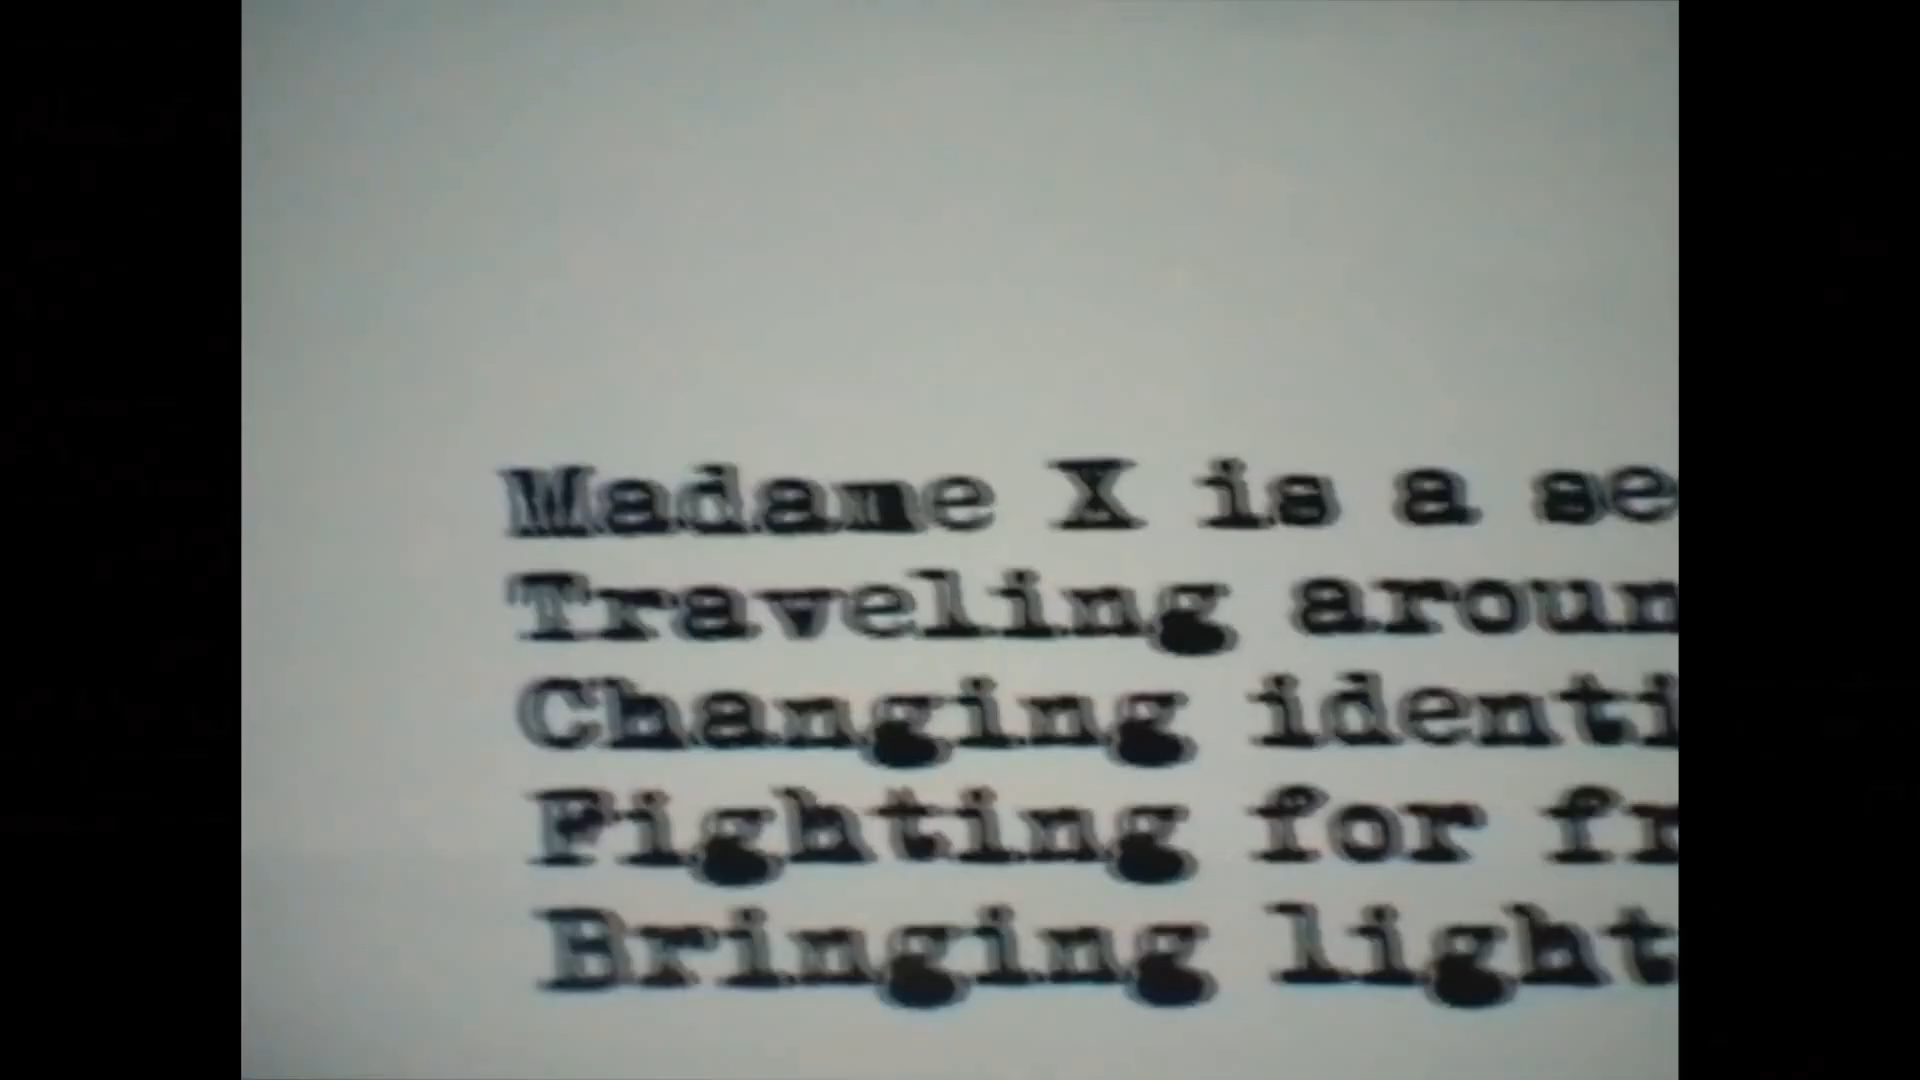 Madame X is a se
Traveling aroun
Changing identi
Fighting for fr
Bringing light